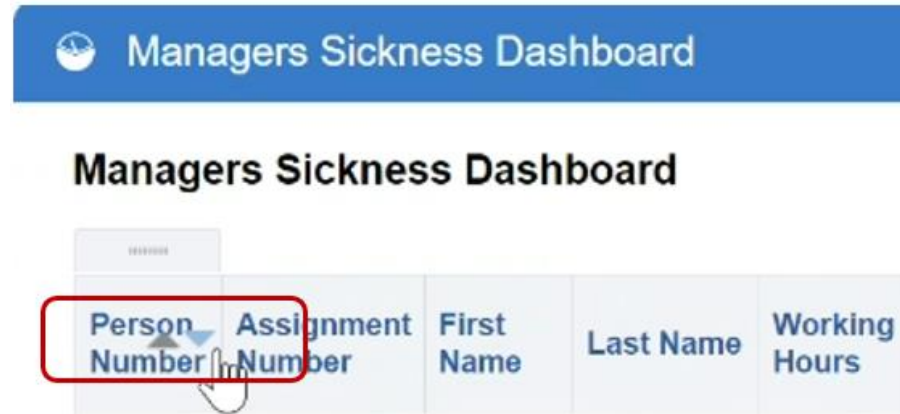 Managers Sickness Dashboard
Managers Sickness Dashboard
Person Number
Assignment Number
First Name
Last Name
Working Hours